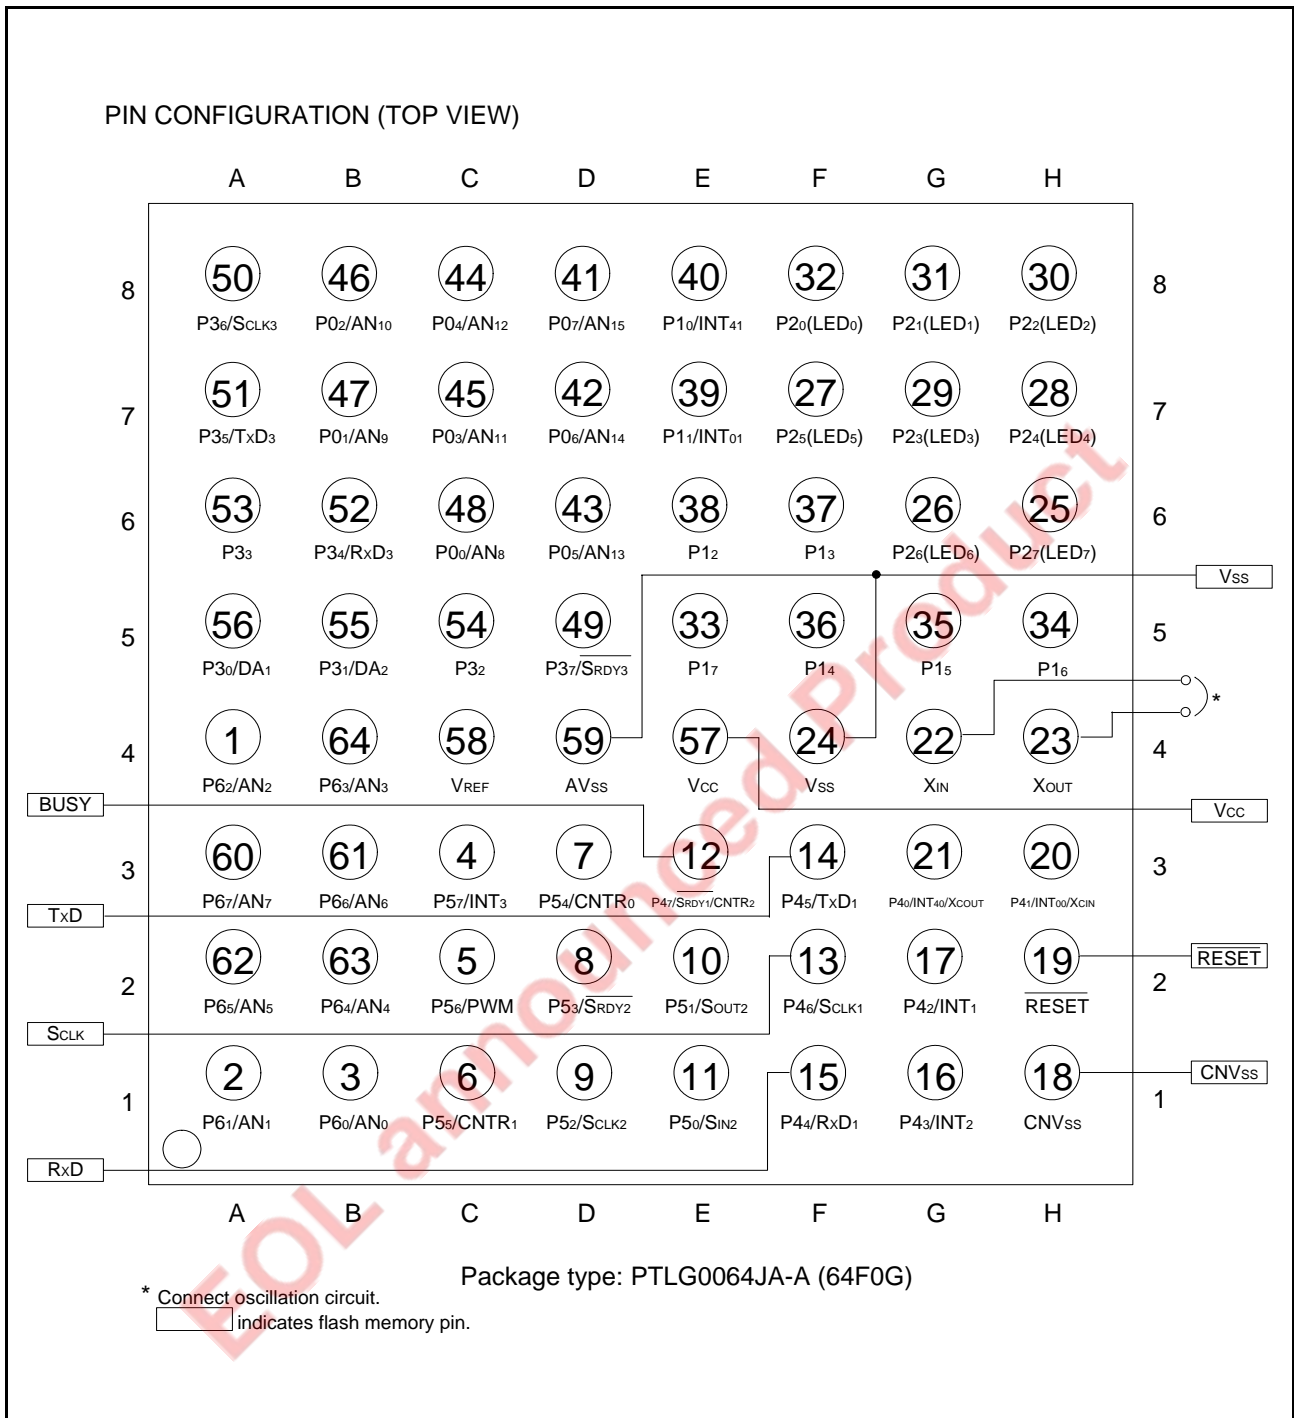 PIN CONFIGURATION (TOP VIEW)
A B C D E F G H
8 50 46 44 41 40 32 31 30 8
P36/SCLK3 P02/AN10 P04/AN12 P07/AN15 P10/INT41 P20(LED0) P21(LED1) P22(LED2)
7 51 47 45 42 39 27 29 28 7
P35/TxD3 P01/AN9 P03/AN11 P06/AN14 P11/INT01 P25(LED5) P23(LED3) P24(LED4)
6 53 52 48 43 38 37 26 25 6
P33 P34/RxD3 P00/AN8 P05/AN13 P12 P13 P26(LED6) P27(LED7)
Vss
5 56 55 54 49 33 36 35 34 5
P30/DA1 P31/DA2 P32 P37/SRDY3 P17 P14 P15 P16
*
4 1 64 58 59 57 24 22 23 4
P62/AN2 P63/AN3 VREF AVSS VCC VSS XIN XOUT
BUSY
Vcc
3 60 61 4 7 12 14 21 20 3
P67/AN7 P66/AN6 P57/INT3 P54/CNTR0 P47/SRDY1/CNTR2 P45/TxD1 P40/INT40/XCOUT P41/INT00/XCIN
TxD
2 62 63 5 8 10 13 17 19 2 RESET
P65/AN5 P64/AN4 P56/PWM P53/SRDY2 P51/SOUT2 P46/SCLK1 P42/INT1 RESET
SCLK
1 2 3 6 9 11 15 16 18 1 CNVss
P61/AN1 P60/AN0 P55/CNTR1 P52/SCLK2 P50/SIN2 P44/RxD1 P43/INT2 CNVss
RxD
A B C D E F G H
Package type: PTLG0064JA-A (64F0G)
* Connect oscillation circuit.
indicates flash memory pin.
EOL announced Product